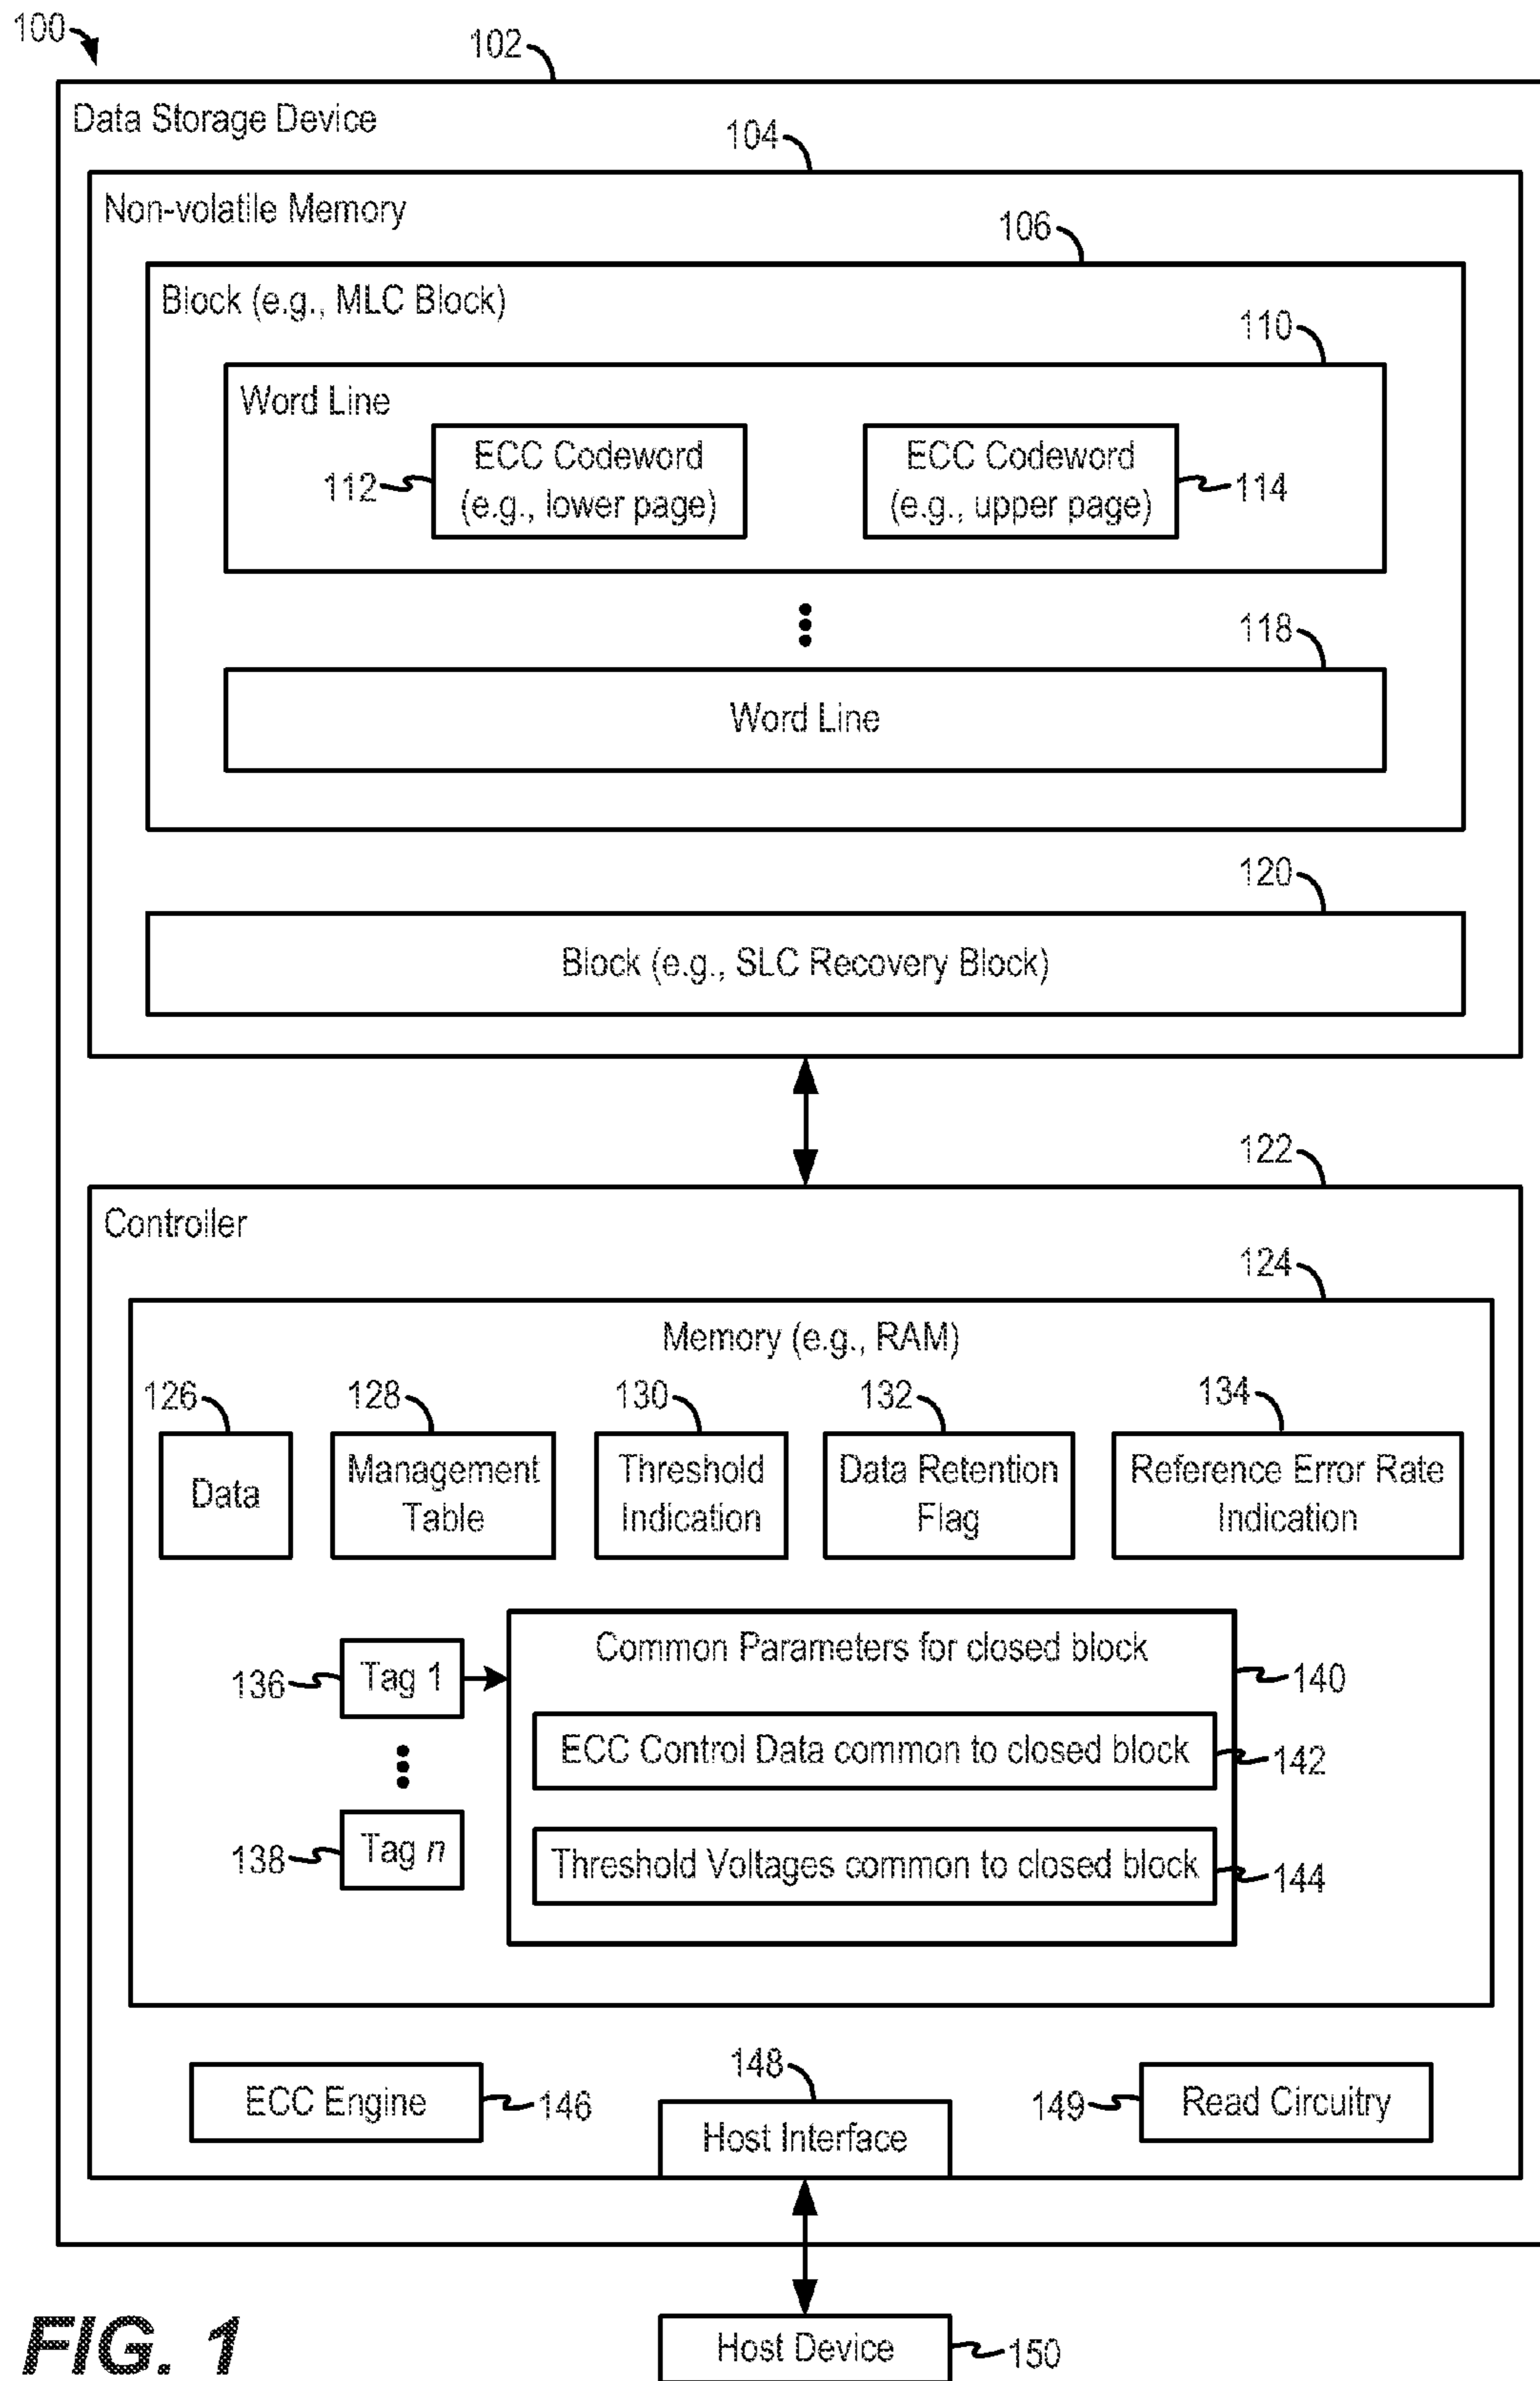 100
102
Data Storage Device
104
Non-volatile Memory
106
Block (e.g., MLC Block)
110
Word Line
ECC Codeword
(e.g., lower page)
112
ECC Codeword
(e.g., upper page)
114
118
Word Line
120
Block (e.g., SLC Recovery Block)
122
Controller
124
Memory (e.g., RAM)
126
128
130
132
134
Data
Management
Table
Threshold
Indication
Data Retention
Flag
Reference Error Rate
Indication
136
Tag 1
Common Parameters for closed block
140
ECC Control Data common to closed block
142
138
Tag n
Threshold Voltages common to closed block
144
ECC Engine
146
148
Host Interface
149
Read Circuitry
FIG. 1
Host Device
150